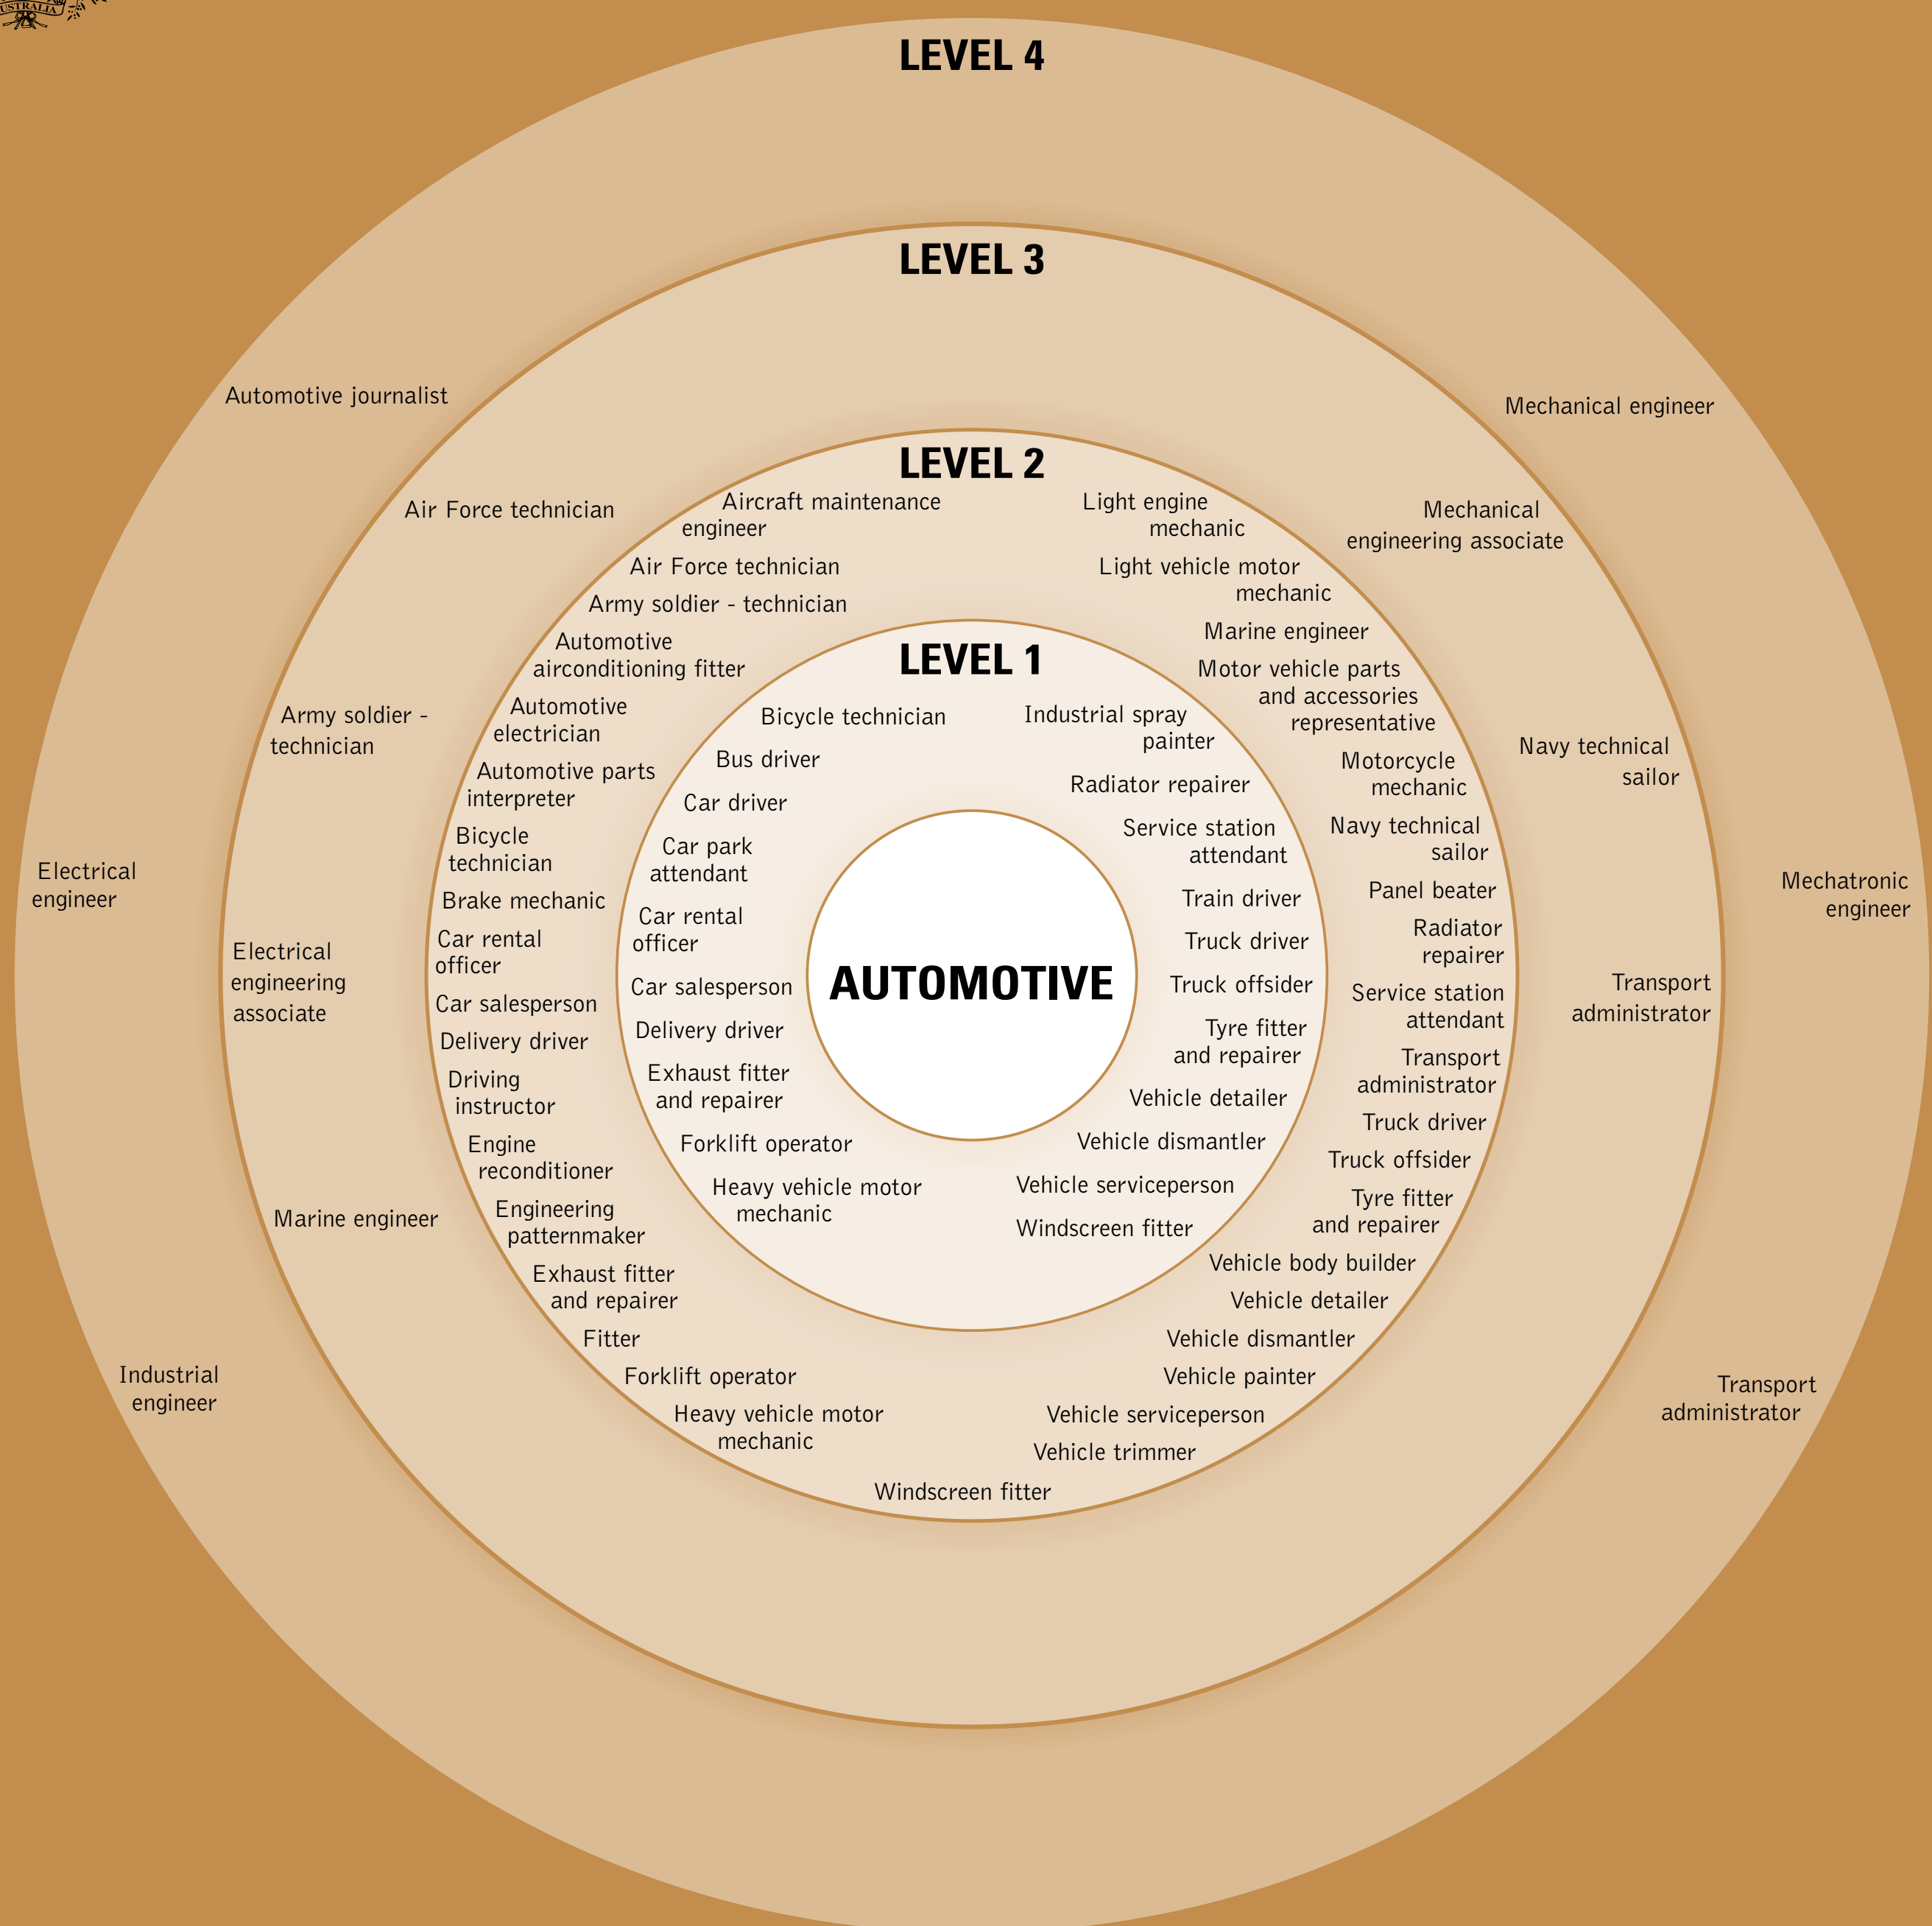 USTRALIA
LEVEL 4
Automotive journalist
Electrical
engineer
Industrial
engineer
Mechanical engineer
Mechatronic
engineer
Transport
administrator
LEVEL 3
Air Force technician
Army soldier -
technician
Electrical
engineering
associate
Marine engineer
Mechanical
engineering associate
Navy technical
sailor
Transport
administrator
LEVEL 2
Aircraft maintenance
engineer
Air Force technician
Army soldier - technician
Automotive
airconditioning fitter
Automotive
electrician
Automotive parts
interpreter
Bicycle
technician
Brake mechanic
Car rental
officer
Car salesperson
Delivery driver
Driving
instructor
Engine
reconditioner
Engineering
patternmaker
Exhaust fitter
and repairer
Fitter
Forklift operator
Heavy vehicle motor
mechanic
Light engine
mechanic
Light vehicle motor
mechanic
Marine engineer
Motor vehicle parts
and accessories
representative
Motorcycle
mechanic
Navy technical
sailor
Panel beater
Radiator
repairer
Service station
attendant
Transport
administrator
Truck driver
Truck offsider
Tyre fitter
and repairer
Vehicle body builder
Vehicle detailer
Vehicle dismantler
Vehicle painter
Vehicle serviceperson
Vehicle trimmer
Windscreen fitter
LEVEL 1
Bicycle technician
Bus driver
Car driver
Car park
attendant
Car rental
officer
Car salesperson
Delivery driver
Exhaust fitter
and repairer
Forklift operator
Heavy vehicle motor
mechanic
Industrial spray
painter
Radiator repairer
Service station
attendant
Train driver
Truck driver
Truck offsider
Tyre fitter
and repairer
Vehicle detailer
Vehicle dismantler
Vehicle serviceperson
Windscreen fitter
AUTOMOTIVE